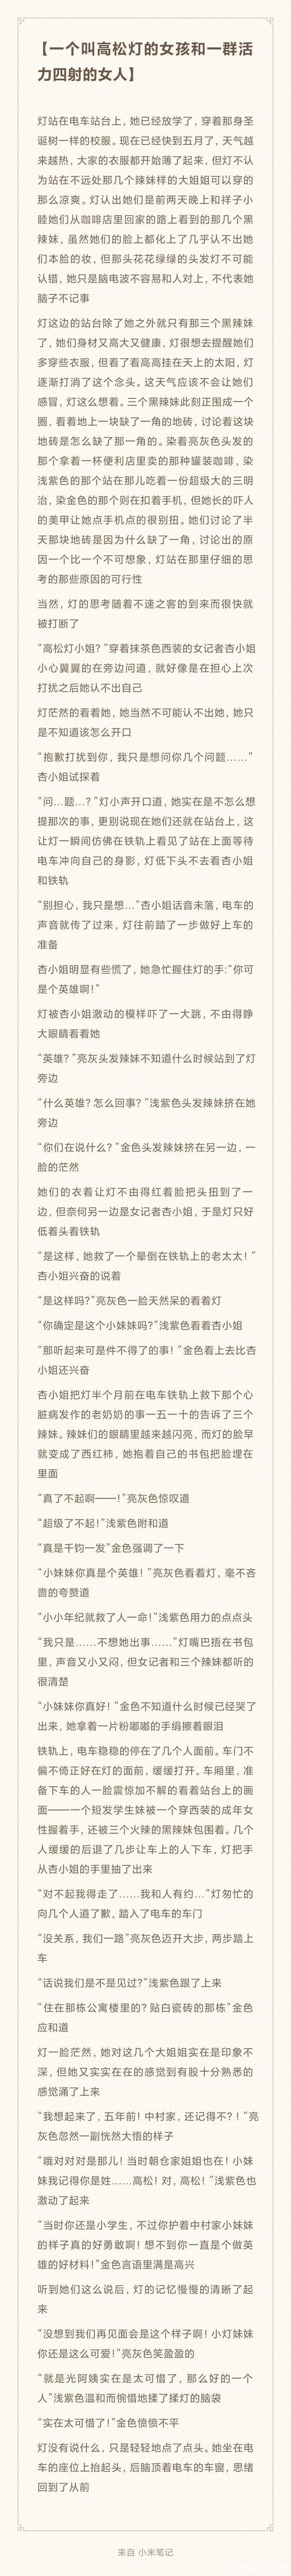 【一个叫高松灯的女孩和一群活
力四射的女人】
灯站在电车站台上，她已经放学了，穿着那身圣
诞树一样的校服。现在已经快到五月了，天气越
来越热，大家的衣服都开始薄了起来，但灯不认
为站在不远处那几个辣妹样的大姐姐可以穿的
那么凉爽。灯认出她们是前两天晚上和祥子小
睦她们从咖啡店里回家的路上看到的那几个黑
辣妹，虽然她们的脸上都化上了几乎认不出她
们本脸的妆，但那头花花绿绿的头发灯不可能
认错，她只是脑电波不容易和人对上，不代表她
脑子不记事
灯这边的站台除了她之外就只有那三个黑辣妹
了，她们身材又高大又健康，灯很想去提醒她们
多穿些衣服，但看了看高高挂在天上的太阳，灯
逐渐打消了这个念头。这天气应该不会让她们
感冒，灯这么想着。三个黑辣妹此刻正围成一个
圈，看着地上一块缺了一角的地砖，讨论着这块
地砖是怎么缺了那一角的。染着亮灰色头发的
那个拿着一杯便利店里卖的那种罐装咖啡，染
浅紫色的那个站在那儿吃着一份超级大的三明
治，染金色的那个则在扣着手机，但她长的吓人
的美甲让她点手机点的很别扭。她们讨论了半
天那块地砖是因为什么缺了一角，讨论出的原
因一个比一个不可想象，灯站在那里仔细的思
考的那些原因的可行性
当然，灯的思考随着不速之客的到来而很快就
被打断了
“高松灯小姐？”穿着抹茶色西装的女记者杏小姐
小心翼翼的在旁边问道，就好像是在担心上次
打扰之后她认不出自己
灯茫然的看着她，她当然不可能认不出她，她只
是不知道该怎么开口
“抱歉打扰到你，我只是想问你几个问题……”
杏小姐试探着
“问…题…？”灯小声开口道，她实在是不怎么想
提那次的事，更别说现在她们还就在站台上，这
让灯一瞬间仿佛在铁轨上看见了站在上面等待
电车冲向自己的身影，灯低下头不去看杏小姐
和铁轨
“别担心，我只是想…”杏小姐话音未落，电车的
声音就传了过来，灯往前踏了一步做好上车的
准备
杏小姐明显有些慌了，她急忙握住灯的手：“你可
是个英雄啊！”
灯被杏小姐激动的模样吓了一大跳，不由得睁
大眼睛看着她
“英雄？”亮灰头发辣妹不知道什么时候站到了灯
旁边
“什么英雄？怎么回事？”浅紫色头发辣妹挤在她
旁边
“你们在说什么？”金色头发辣妹挤在另一边，一
脸的茫然
她们的衣着让灯不由得红着脸把头扭到了一
边，但奈何另一边是女记者杏小姐，于是灯只好
低着头看铁轨
“是这样，她救了一个晕倒在铁轨上的老太太！”
杏小姐兴奋的说着
“是这样吗？”亮灰色一脸天然呆的看着灯
“你确定是这个小妹妹吗？”浅紫色看着杏小姐
“那听起来可是件不得了的事！”金色看上去比杏
小姐还兴奋
杏小姐把灯半个月前在电车铁轨上救下那个心
脏病发作的老奶奶的事一五一十的告诉了三个
辣妹。辣妹们的眼睛里越来越闪亮，而灯的脸早
就变成了西红柿，她抱着自己的书包把脸埋在
里面
“真了不起啊——！”亮灰色惊叹道
“超级了不起！”浅紫色附和道
“真是千钧一发”金色强调了一下
“小妹妹你真是个英雄！”亮灰色看着灯，毫不吝
啬的夸赞道
“小小年纪就救了人一命！”浅紫色用力的点点头
“我只是……不想她出事……”灯嘴巴捂在书包
里，声音又小又闷，但女记者和三个辣妹都听的
很清楚
“小妹妹你真好！”金色不知道什么时候已经哭了
出来，她拿着一片粉嘟嘟的手绢擦着眼泪
铁轨上，电车稳稳的停在了几个人面前。车门不
偏不倚正好在灯的面前，缓缓打开。车厢里，准
备下车的人一脸震惊加不解的看着站台上的画
面——一个短发学生妹被一个穿西装的成年女
性握着手，还被三个火辣的黑辣妹包围着。几个
人缓缓的后退了几步让车上的人下车，灯把手
从杏小姐的手里抽了出来
“对不起我得走了……我和人有约…”灯匆忙的
向几个人道了歉，踏入了电车的车门
“没关系，我们一路”亮灰色迈开大步，两步踏上
车
“话说我们是不是见过？”浅紫色跟了上来
“住在那栋公寓楼里的？贴白瓷砖的那栋”金色
应和道
灯一脸茫然，她对这几个大姐姐实在是印象不
深，但她又实实在在的感觉到有股十分熟悉的
感觉涌了上来
“我想起来了，五年前！中村家，还记得不？！”亮
灰色忽然一副恍然大悟的样子
“哦对对对是那儿！当时朝仓家姐姐也在！小妹
妹我记得你是姓……高松！对，高松！”浅紫色也
激动了起来
“当时你还是小学生，不过你护着中村家小妹妹
的样子真的好勇敢啊！想不到你一直是个做英
雄的好材料！”金色言语里满是高兴
听到她们这么说后，灯的记忆慢慢的清晰了起
来
“没想到我们再见面会是这个样子啊！小灯妹妹
你还是这么可爱！”亮灰色笑盈盈的
“就是光阿姨实在是太可惜了，那么好的一个
人”浅紫色温和而惋惜地揉了揉灯的脑袋
“实在太可惜了！”金色愤愤不平
灯没有说什么，只是轻轻地点了点头。她坐在电
车的座位上抬起头，后脑顶着电车的车窗，思绪
回到了从前
来自 小米笔记